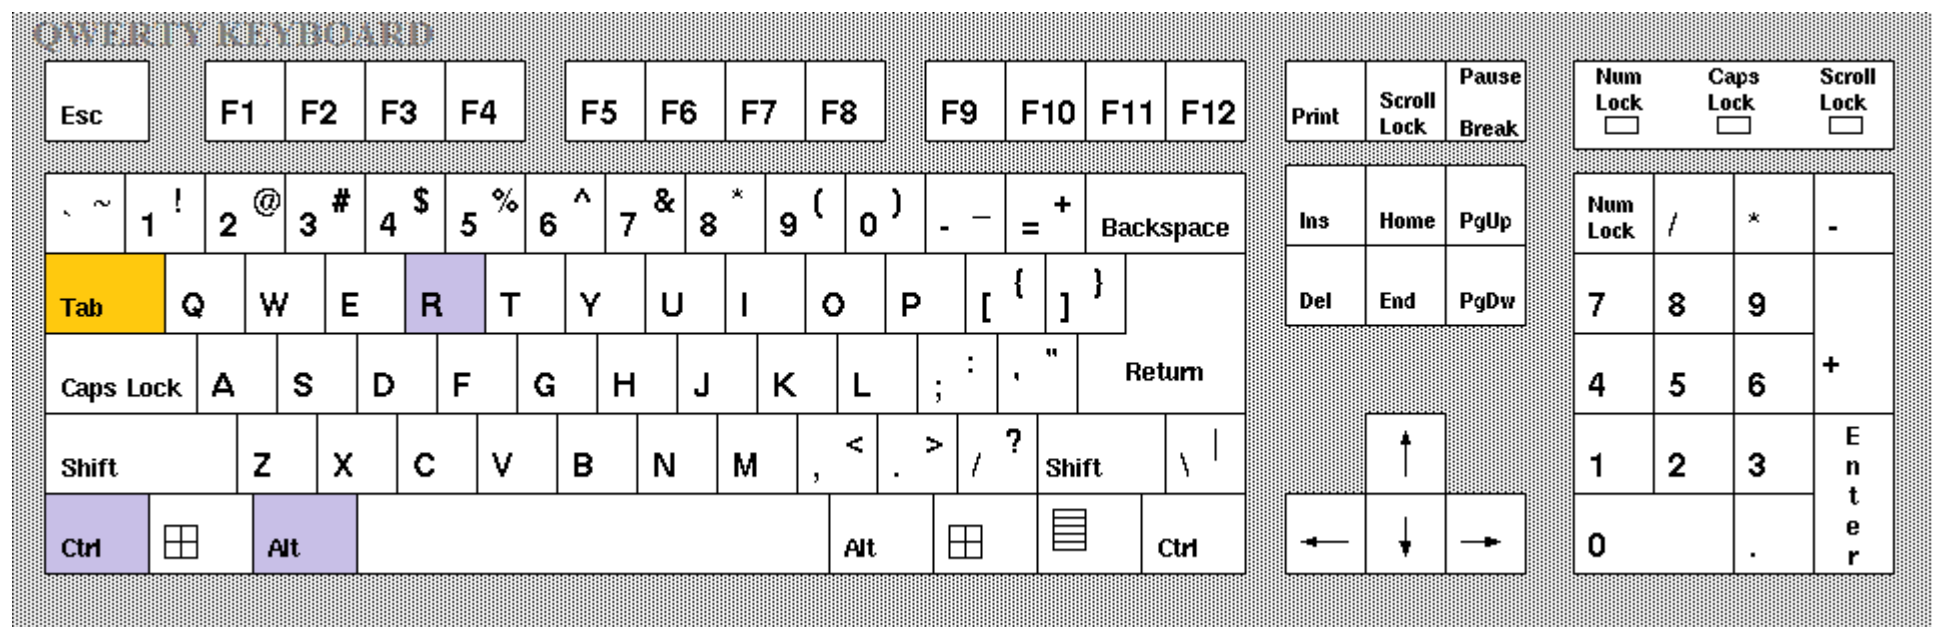 QWERTY KEYBOARD
Esc F1 F2 F3 F4 F5 F6 F7 F8 F9 F10 F11 F12 Print Scroll Lock Pause Break Num Lock Caps Lock Scroll Lock
` ~ 1 ! 2 @ 3 # 4 $ 5 % 6 ^ 7 & 8 * 9 ( 0 ) - _ = + Backspace Ins Home PgUp Num Lock / * -
Tab Q W E R T Y U I O P [ { ] } Del End PgDw 7 8 9 +
Caps Lock A S D F G H J K L ; : ' " Return 4 5 6
Shift Z X C V B N M , < . > / ? Shift \ | ↑ 1 2 3 Enter
Ctrl Alt Alt Ctrl ← ↓ → 0 .